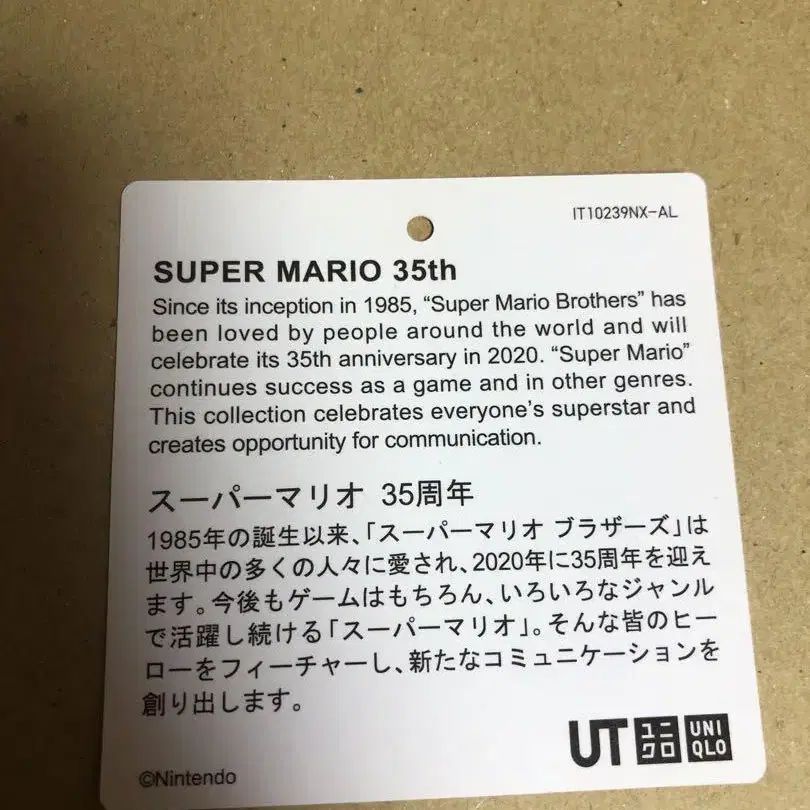 IT10239NX-AL
SUPER MARIO 35th
Since its inception in 1985, “Super Mario Brothers” has
been loved by people around the world and will
celebrate its 35th anniversary in 2020. “Super Mario”
continues success as a game and in other genres.
This collection celebrates everyone’s superstar and
creates opportunity for communication.
スーパーマリオ 35周年
1985年の誕生以来、「スーパーマリオ ブラザーズ」は
世界中の多くの人々に愛され、2020年に35周年を迎え
ます。今後もゲームはもちろん、いろいろなジャンル
で活躍し続ける「スーパーマリオ」。そんな皆のヒー
ローをフィーチャーし、新たなコミュニケーションを
創り出します。
UT ユニクロ UNIQLO
©Nintendo